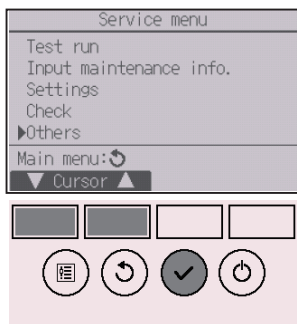 Service menu
Test run
Input maintenance info.
Settings
Check
▶Others
Main menu:↺
▼ Cursor ▲